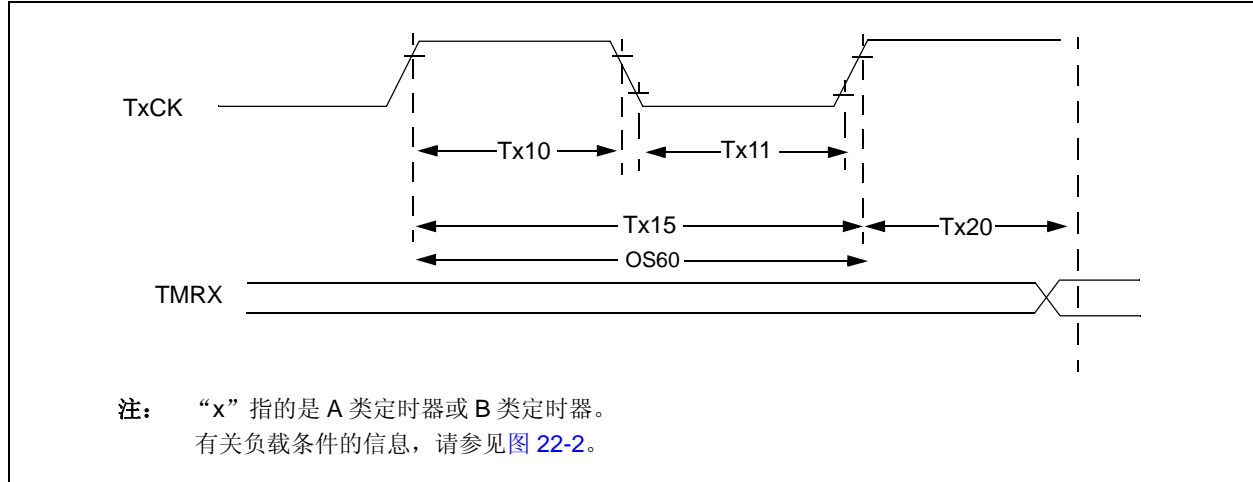 TxCK
Tx10
Tx11
Tx15
Tx20
OS60
TMRX
注： “x”指的是 A 类定时器或 B 类定时器。
有关负载条件的信息，请参见图 22-2。